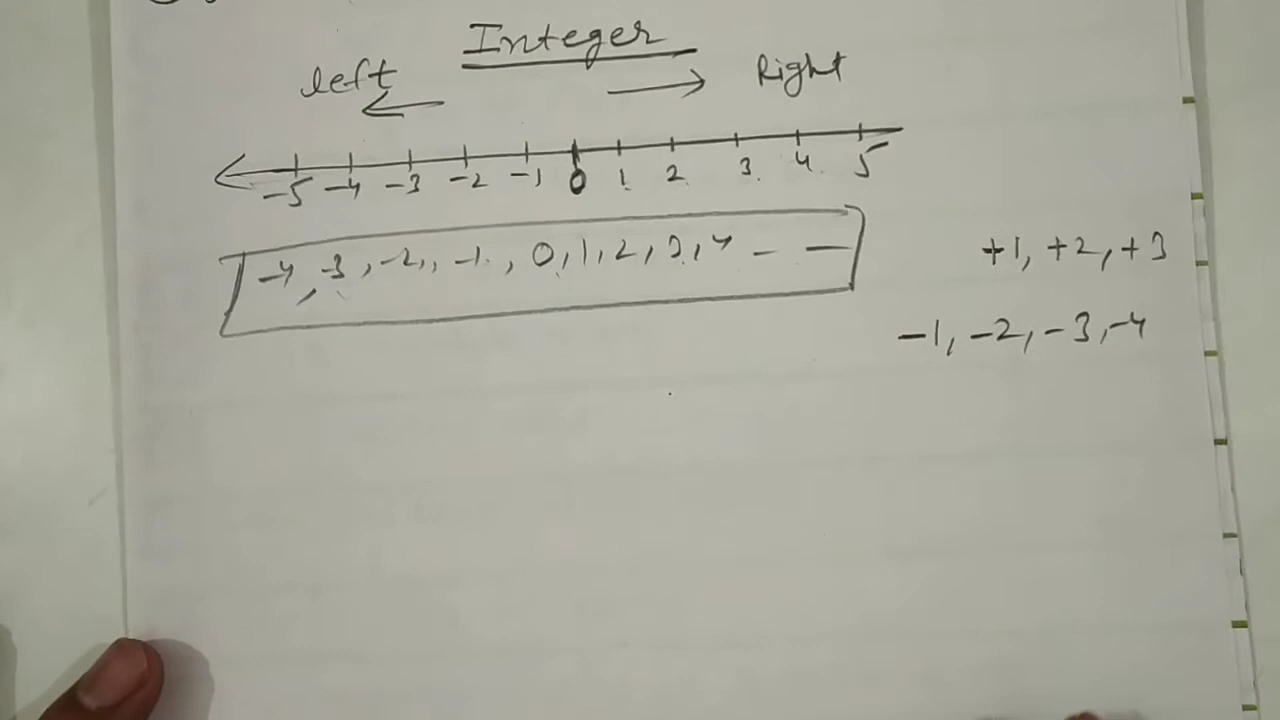 Integer
left ← → Right
-5 -4 -3 -2 -1 0 1 2 3 4 5
-4, -3, -2, -1, 0, 1, 2, 3, 4 - -
+1, +2, +3
-1, -2, -3, -4